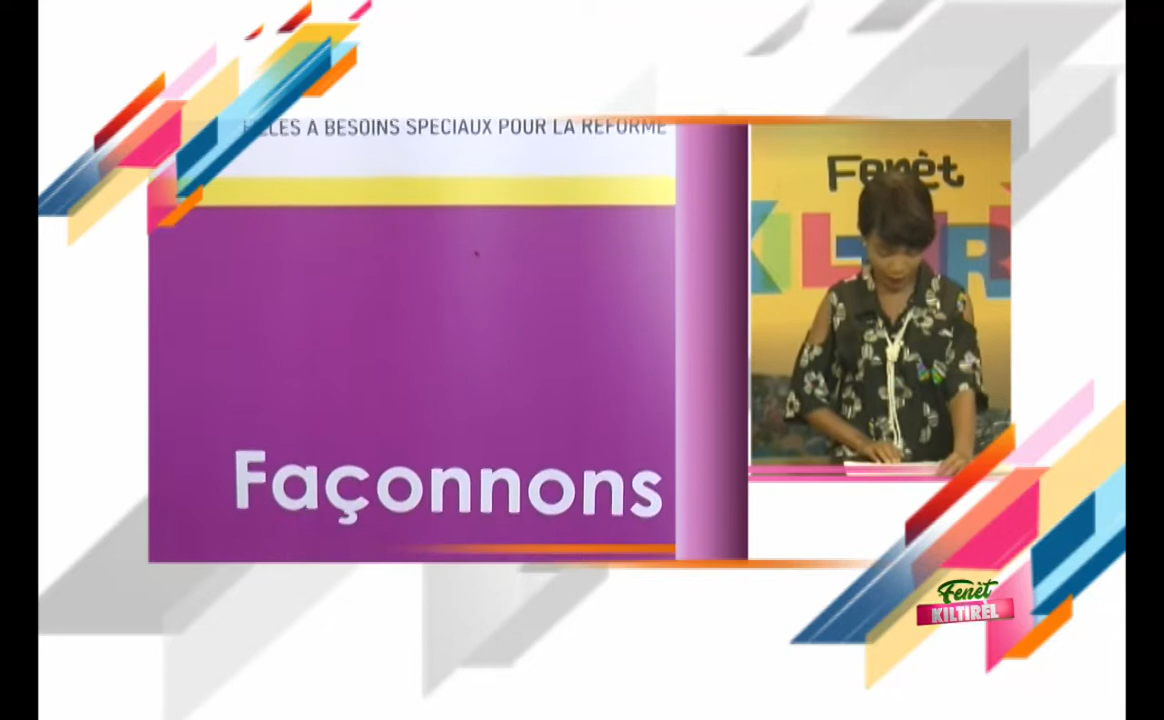 A BESOINS SPECIAUX POUR LA REFORME
Façonnons
Fenèt
Fenèt
KILTIRÈL